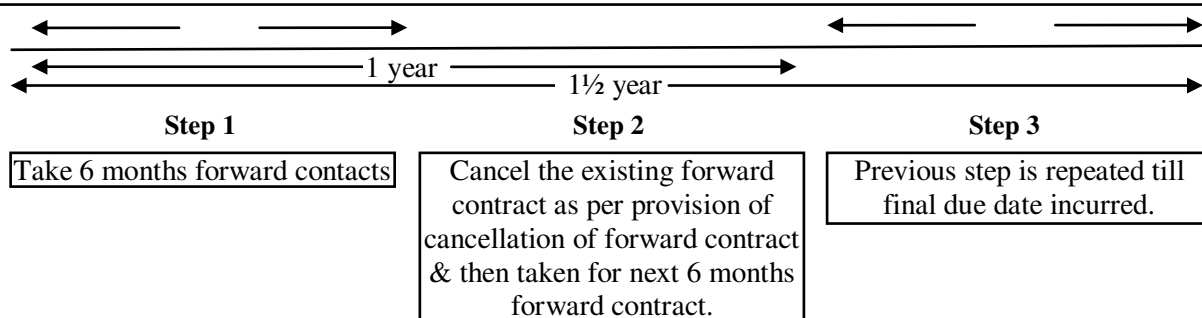 1 year
1½ year
Step 1
Step 2
Step 3
Take 6 months forward contacts
Cancel the existing forward
contract as per provision of
cancellation of forward contract
& then taken for next 6 months
forward contract.
Previous step is repeated till
final due date incurred.